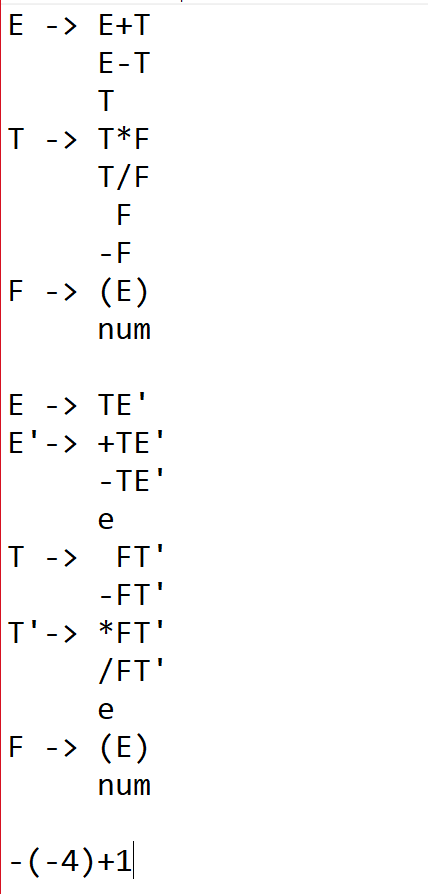 E -> E+T
     E-T
     T
T -> T*F
     T/F
      F
     -F
F -> (E)
     num

E -> TE'
E'-> +TE'
     -TE'
     e
T ->  FT'
     -FT'
T'-> *FT'
     /FT'
     e
F -> (E)
     num

-(-4)+1